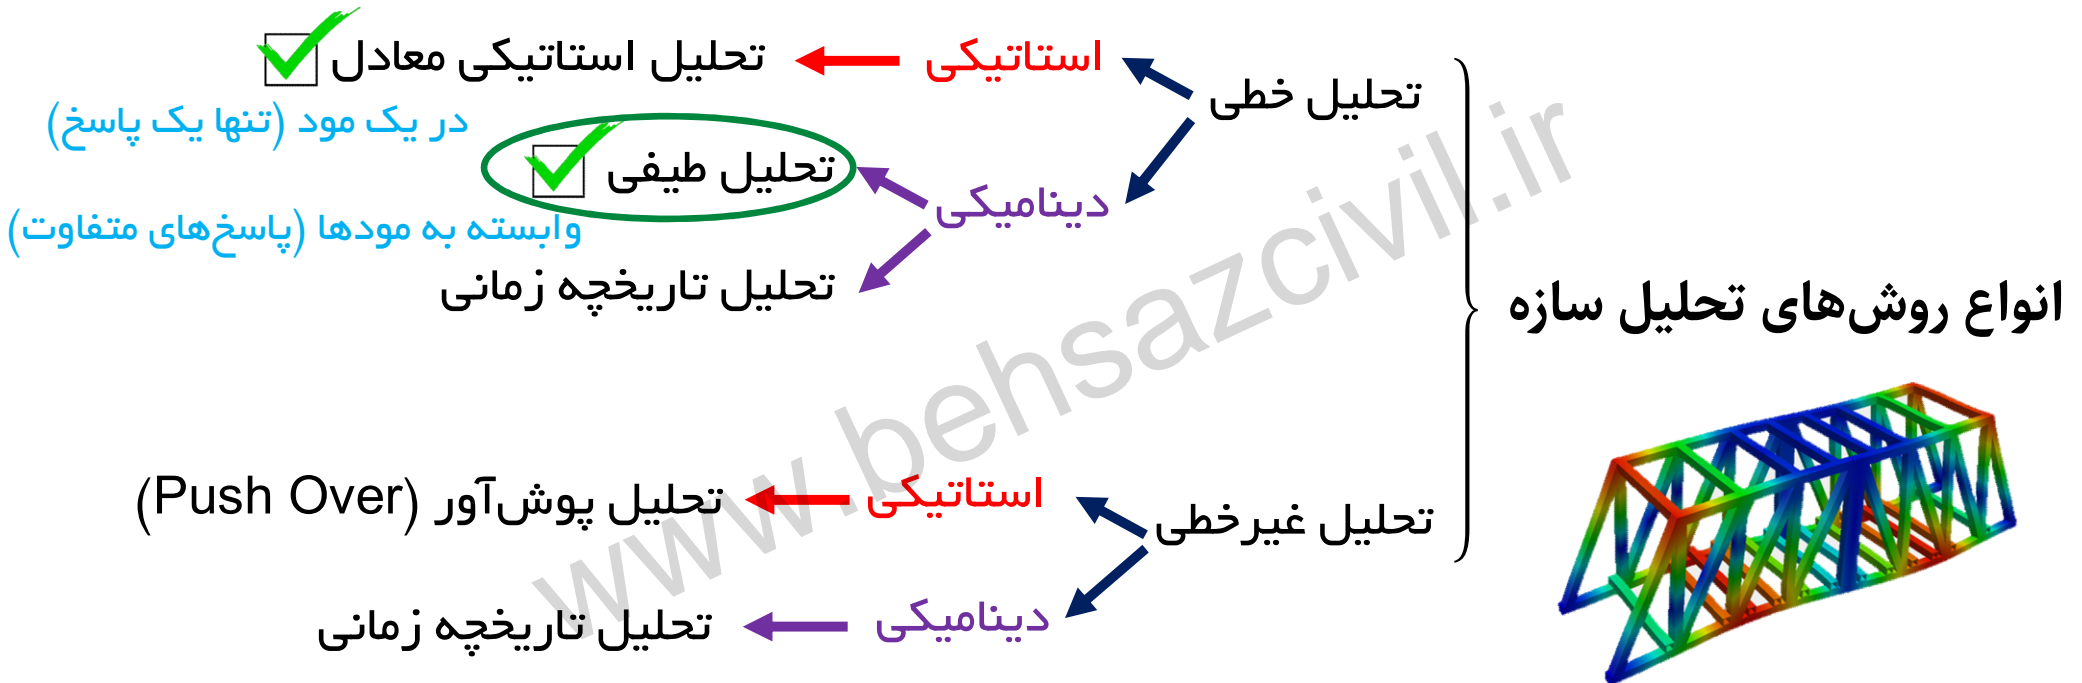 انواع روش‌های تحلیل سازه
تحلیل خطی
استاتیکی
تحلیل استاتیکی معادل
در یک مود (تنها یک پاسخ)
دینامیکی
تحلیل طیفی
وابسته به مودها (پاسخ‌های متفاوت)
تحلیل تاریخچه زمانی
تحلیل غیرخطی
استاتیکی
تحلیل پوش‌آور (Push Over)
دینامیکی
تحلیل تاریخچه زمانی
www.behsazcivil.ir